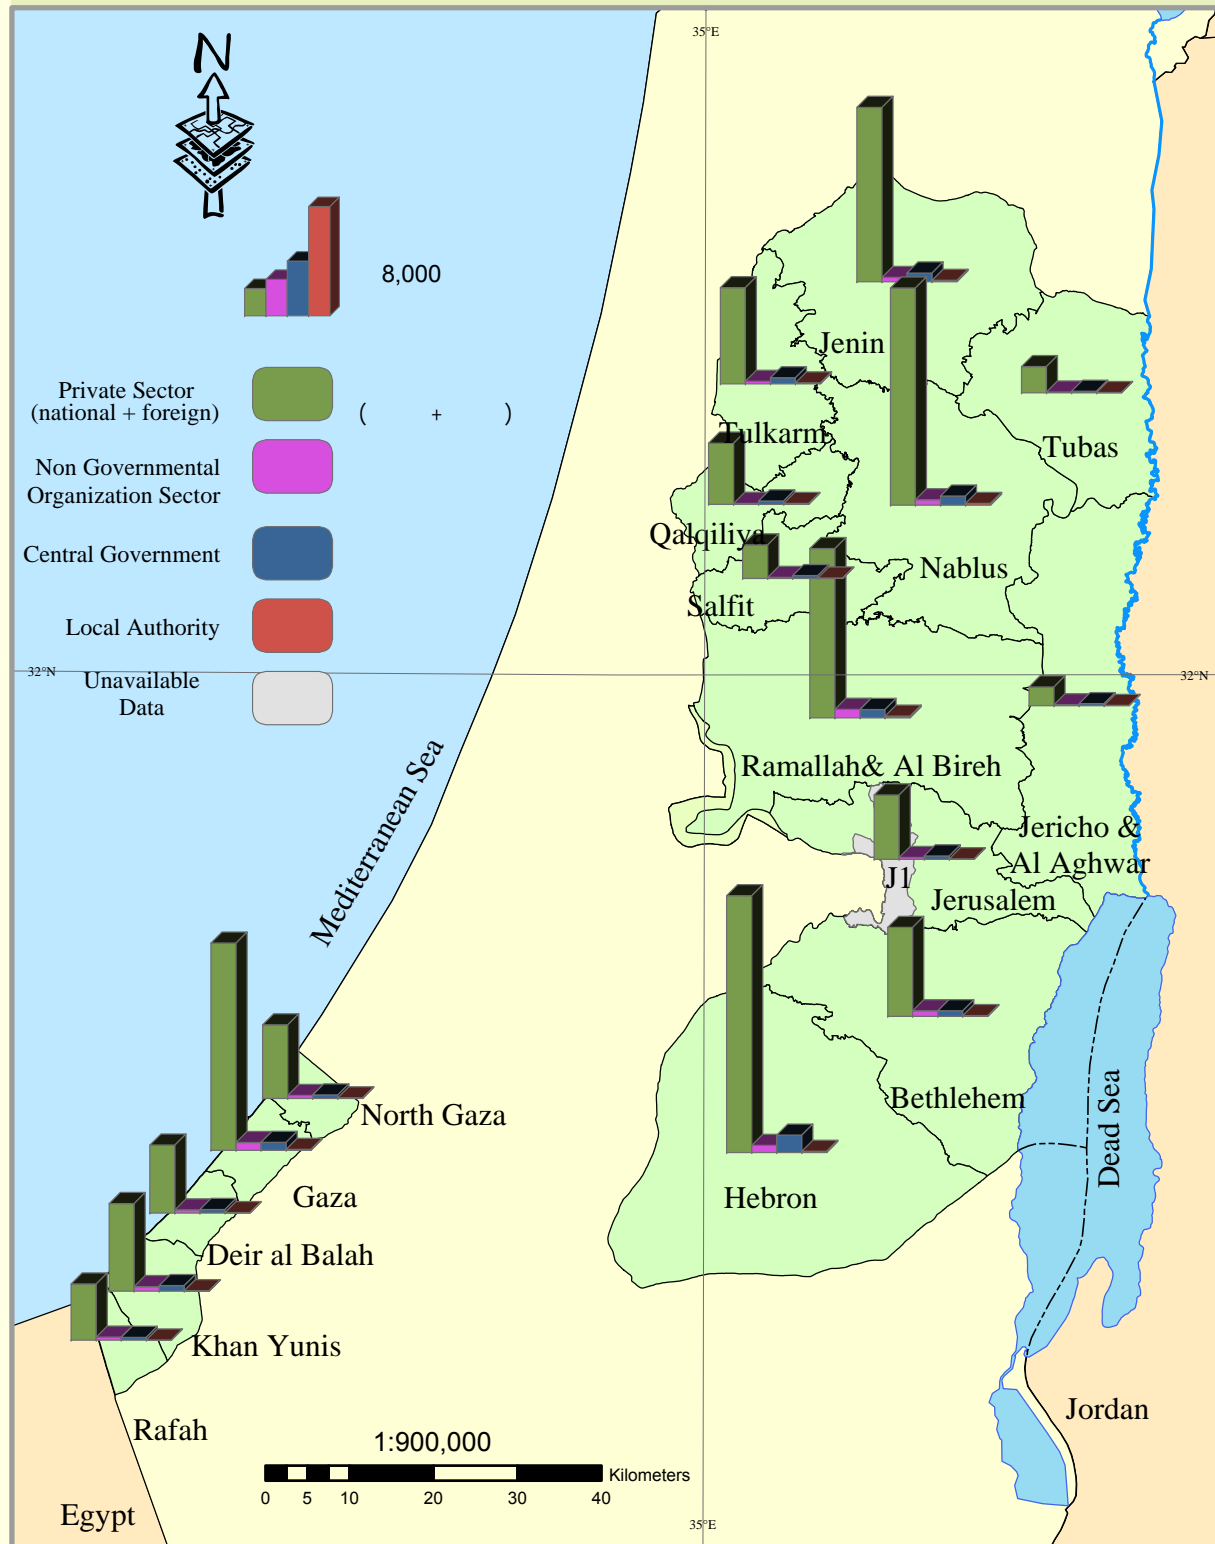 N
35°E
8,000
Private Sector
(national + foreign)
( + )
Non Governmental
Organization Sector
Central Government
Local Authority
Unavailable
Data
32°N
32°N
Mediterranean Sea
Jenin
Tulkarm
Tubas
Qalqiliya
Nablus
Salfit
Ramallah& Al Bireh
Jericho &
Al Aghwar
J1
Jerusalem
Bethlehem
Dead Sea
Hebron
North Gaza
Gaza
Deir al Balah
Khan Yunis
Rafah
Jordan
Egypt
1:900,000
Kilometers
0 5 10 20 30 40
35°E